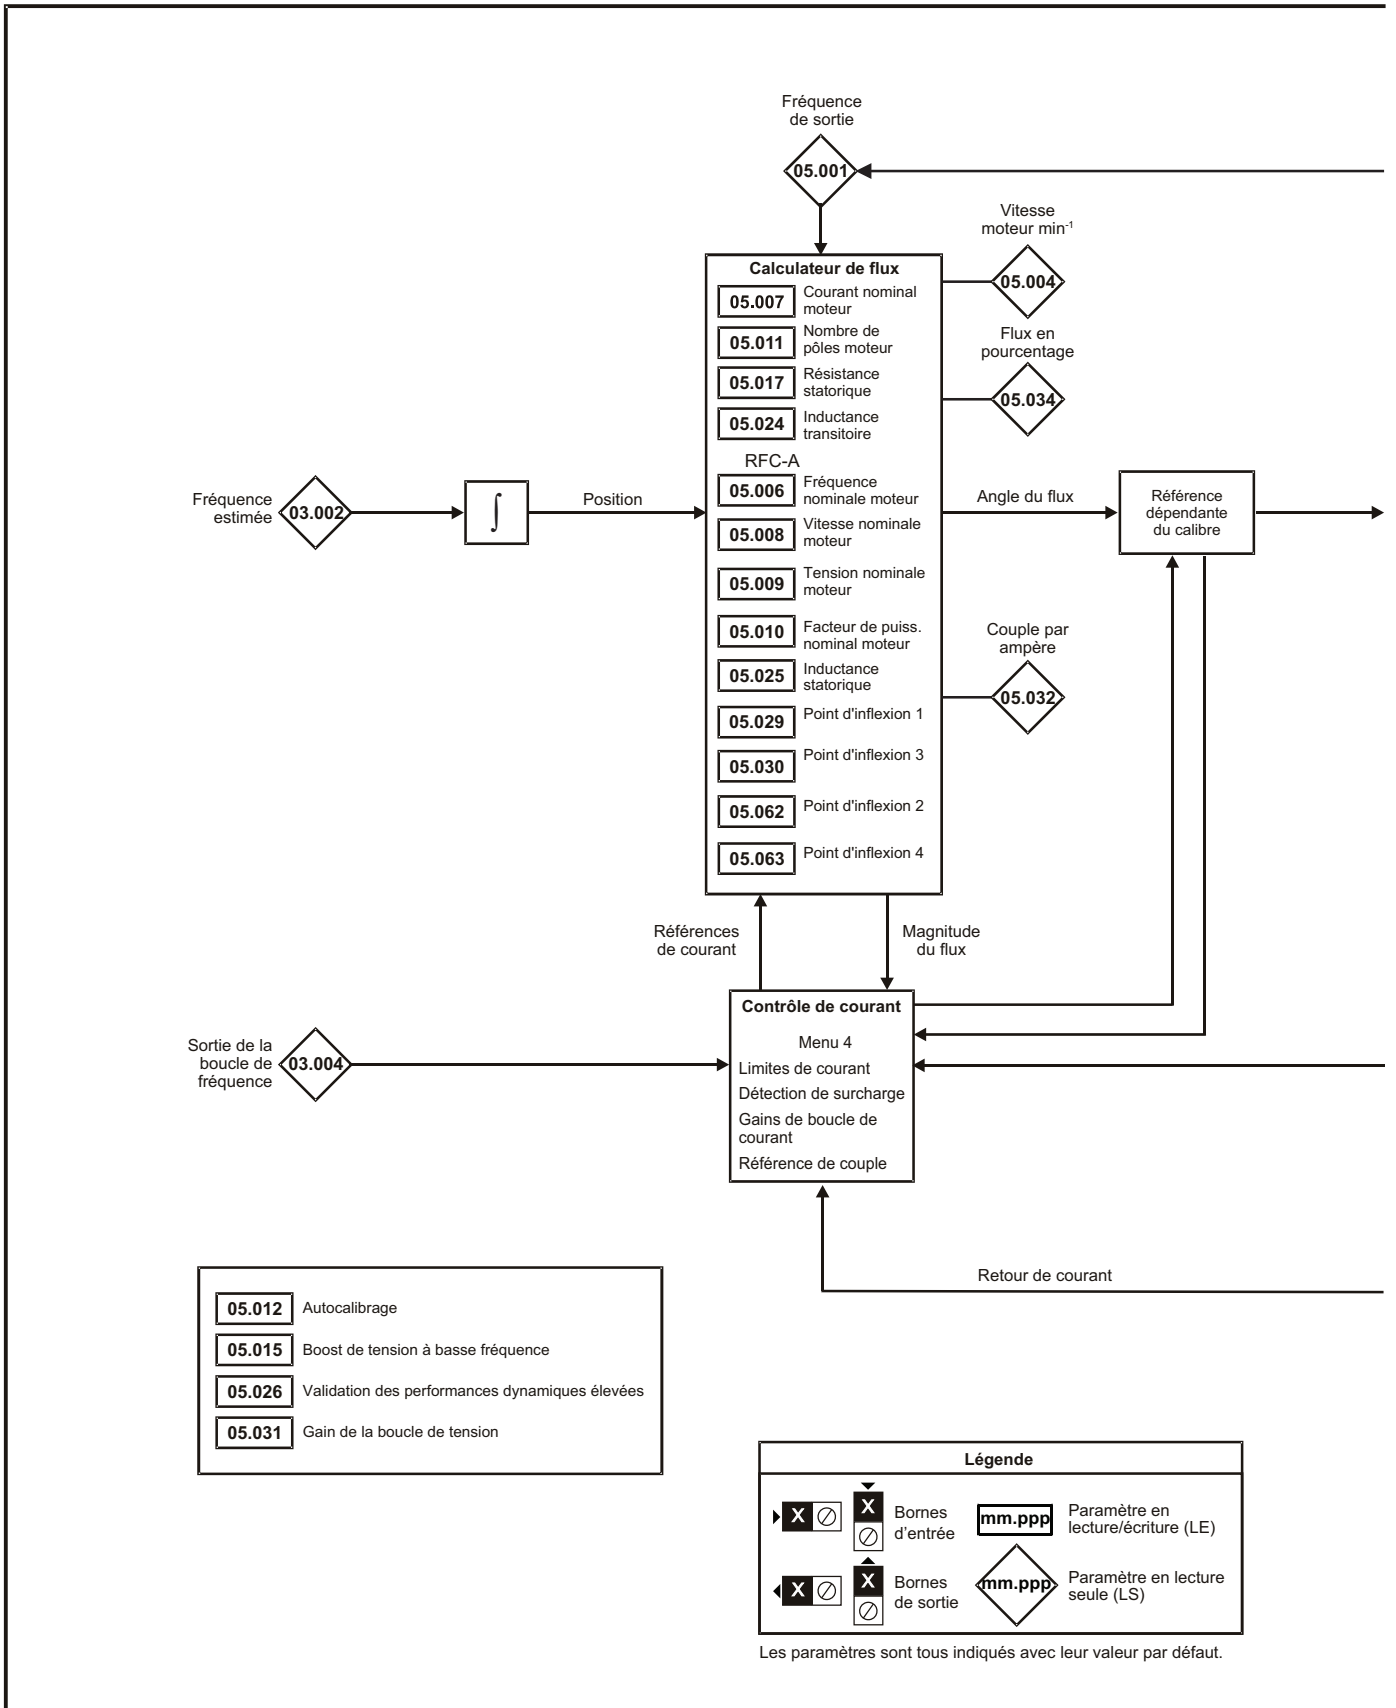 Fréquence
de sortie
05.001
Vitesse
moteur min-1
05.004
Calculateur de flux
05.007 Courant nominal
moteur
05.011 Nombre de
pôles moteur
05.017 Résistance
statorique
05.024 Inductance
transitoire
RFC-A
05.006 Fréquence
nominale moteur
05.008 Vitesse nominale
moteur
05.009 Tension nominale
moteur
05.010 Facteur de puiss.
nominal moteur
05.025 Inductance
statorique
05.029 Point d'inflexion 1
05.030 Point d'inflexion 3
05.062 Point d'inflexion 2
05.063 Point d'inflexion 4
Flux en
pourcentage
05.034
Fréquence
estimée
03.002
∫
Position
Angle du flux
Référence
dépendante
du calibre
Couple par
ampère
05.032
Références
de courant
Magnitude
du flux
Contrôle de courant
Menu 4
Limites de courant
Détection de surcharge
Gains de boucle de
courant
Référence de couple
Sortie de la
boucle de
fréquence
03.004
Retour de courant
05.012 Autocalibrage
05.015 Boost de tension à basse fréquence
05.026 Validation des performances dynamiques élevées
05.031 Gain de la boucle de tension
Légende
X X Bornes
d’entrée
mm.ppp Paramètre en
lecture/écriture (LE)
X X Bornes
de sortie
mm.ppp Paramètre en lecture
seule (LS)
Les paramètres sont tous indiqués avec leur valeur par défaut.